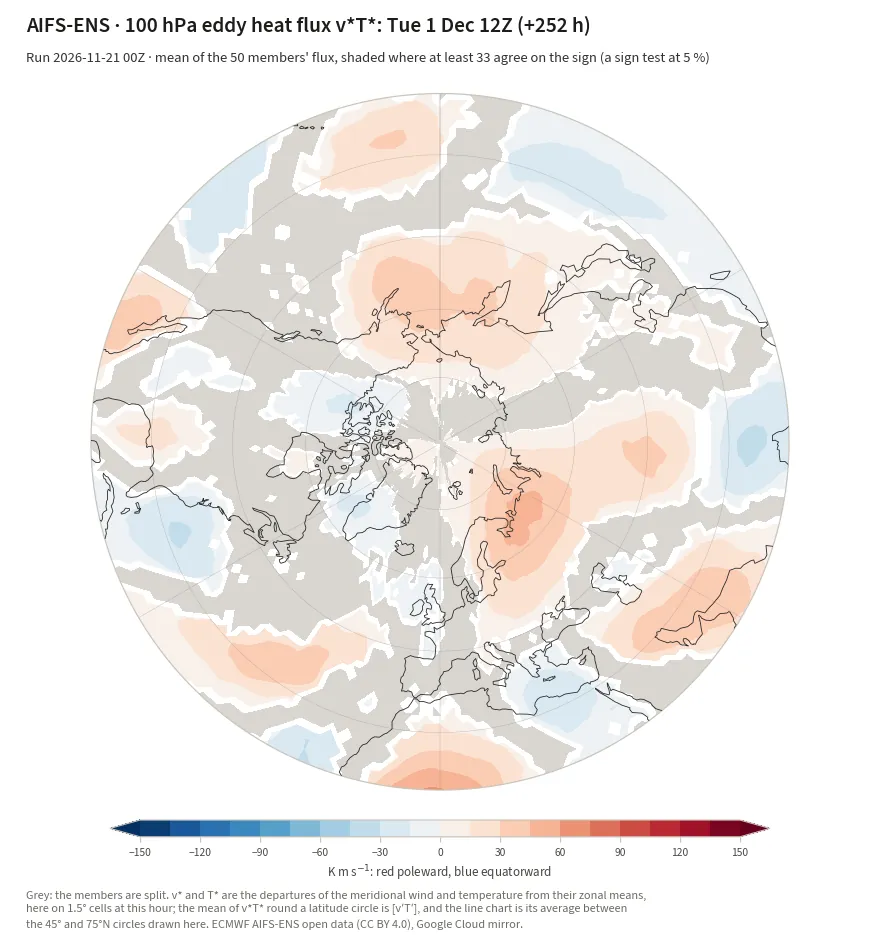 AIFS-ENS · 100 hPa eddy heat flux v*T*: Tue 1 Dec 12Z (+252 h)
Run 2026-11-21 00Z · mean of the 50 members' flux, shaded where at least 33 agree on the sign (a sign test at 5 %)
−150 −120 −90 −60 −30 0 30 60 90 120 150
K m s⁻¹: red poleward, blue equatorward
Grey: the members are split. v* and T* are the departures of the meridional wind and temperature from their zonal means,
here on 1.5° cells at this hour; the mean of v*T* round a latitude circle is [v′T′], and the line chart is its average between
the 45° and 75°N circles drawn here. ECMWF AIFS-ENS open data (CC BY 4.0), Google Cloud mirror.